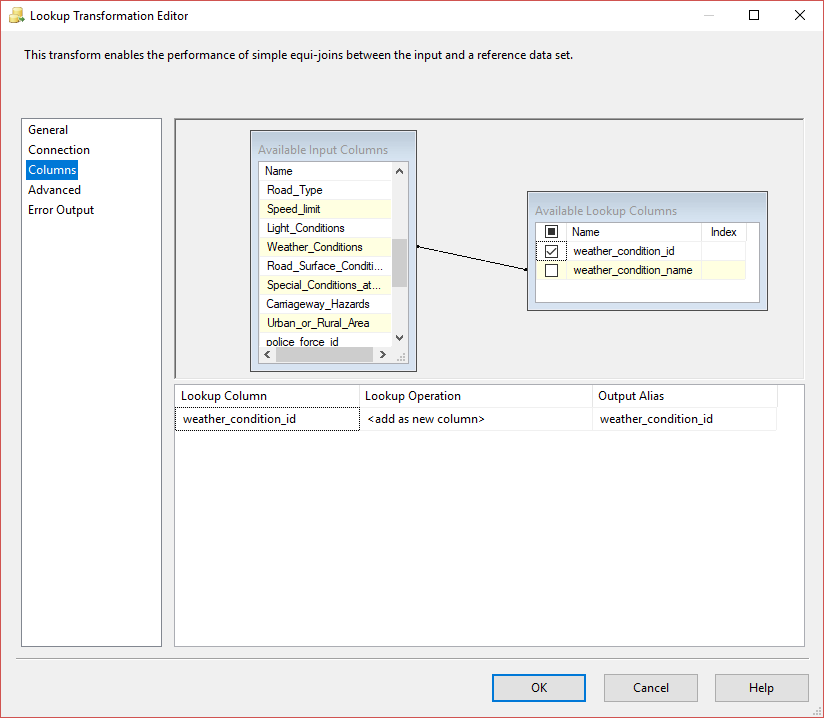 Lookup Transformation Editor
This transform enables the performance of simple equi-joins between the input and a reference data set.
General
Connection
Columns
Advanced
Error Output
Available Input Columns
Name
Road_Type
Speed_limit
Light_Conditions
Weather_Conditions
Road_Surface_Conditi...
Special_Conditions_at...
Carriageway_Hazards
Urban_or_Rural_Area
police_force_id
Available Lookup Columns
Name Index
weather_condition_id
weather_condition_name
Lookup Column Lookup Operation Output Alias
weather_condition_id <add as new column> weather_condition_id
OK Cancel Help